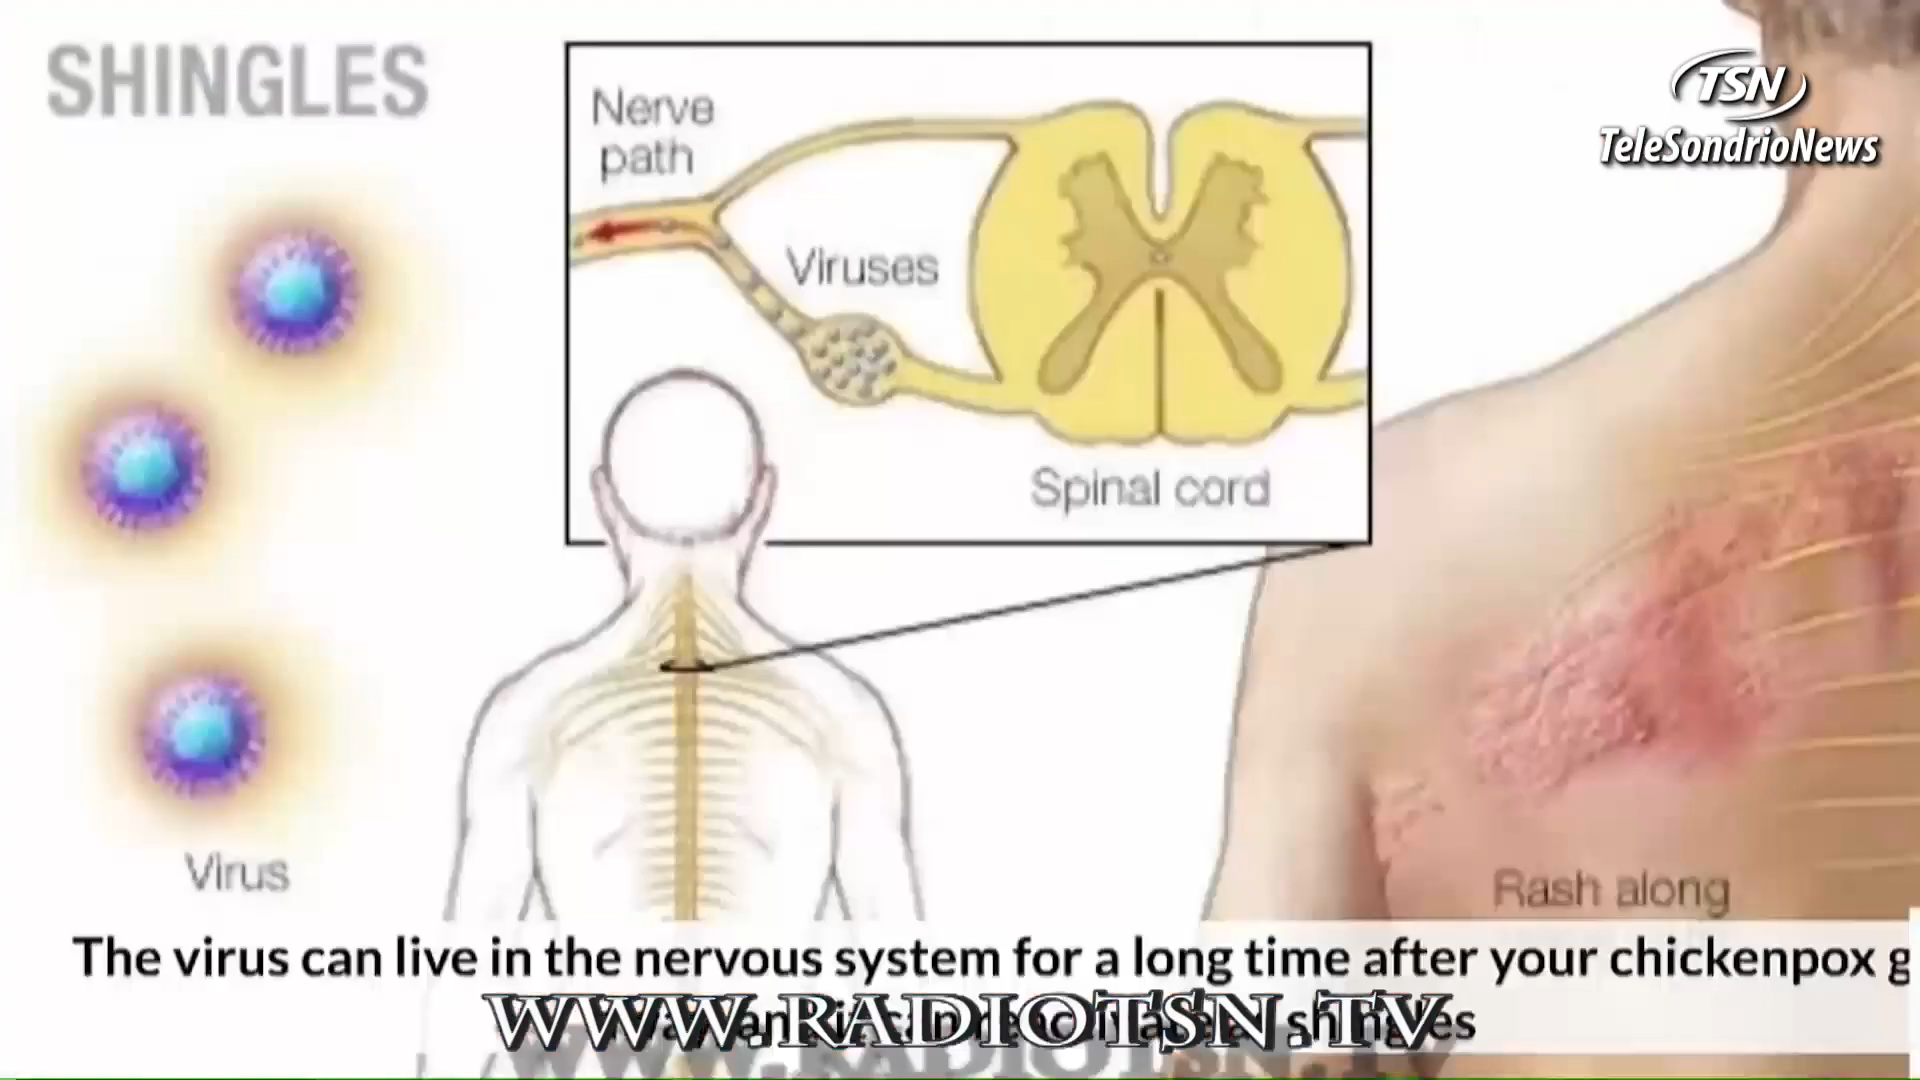 SHINGLES
Nerve
path
Viruses
Spinal cord
TSN
TeleSondrioNews
Virus
Rash along
The virus can live in the nervous system for a long time after your chickenpox g
shingles
WWW.RADIOTSN.TV